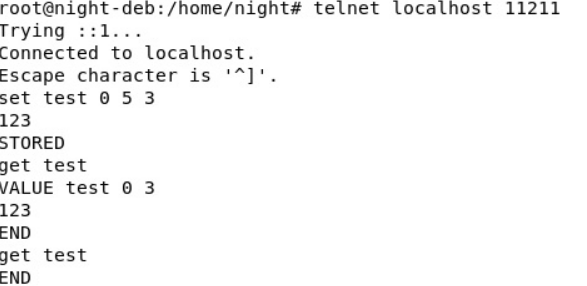 root@night-deb:/home/night# telnet localhost 11211
Trying ::1...
Connected to localhost.
Escape character is '^]'.
set test 0 5 3
123
STORED
get test
VALUE test 0 3
123
END
get test
END